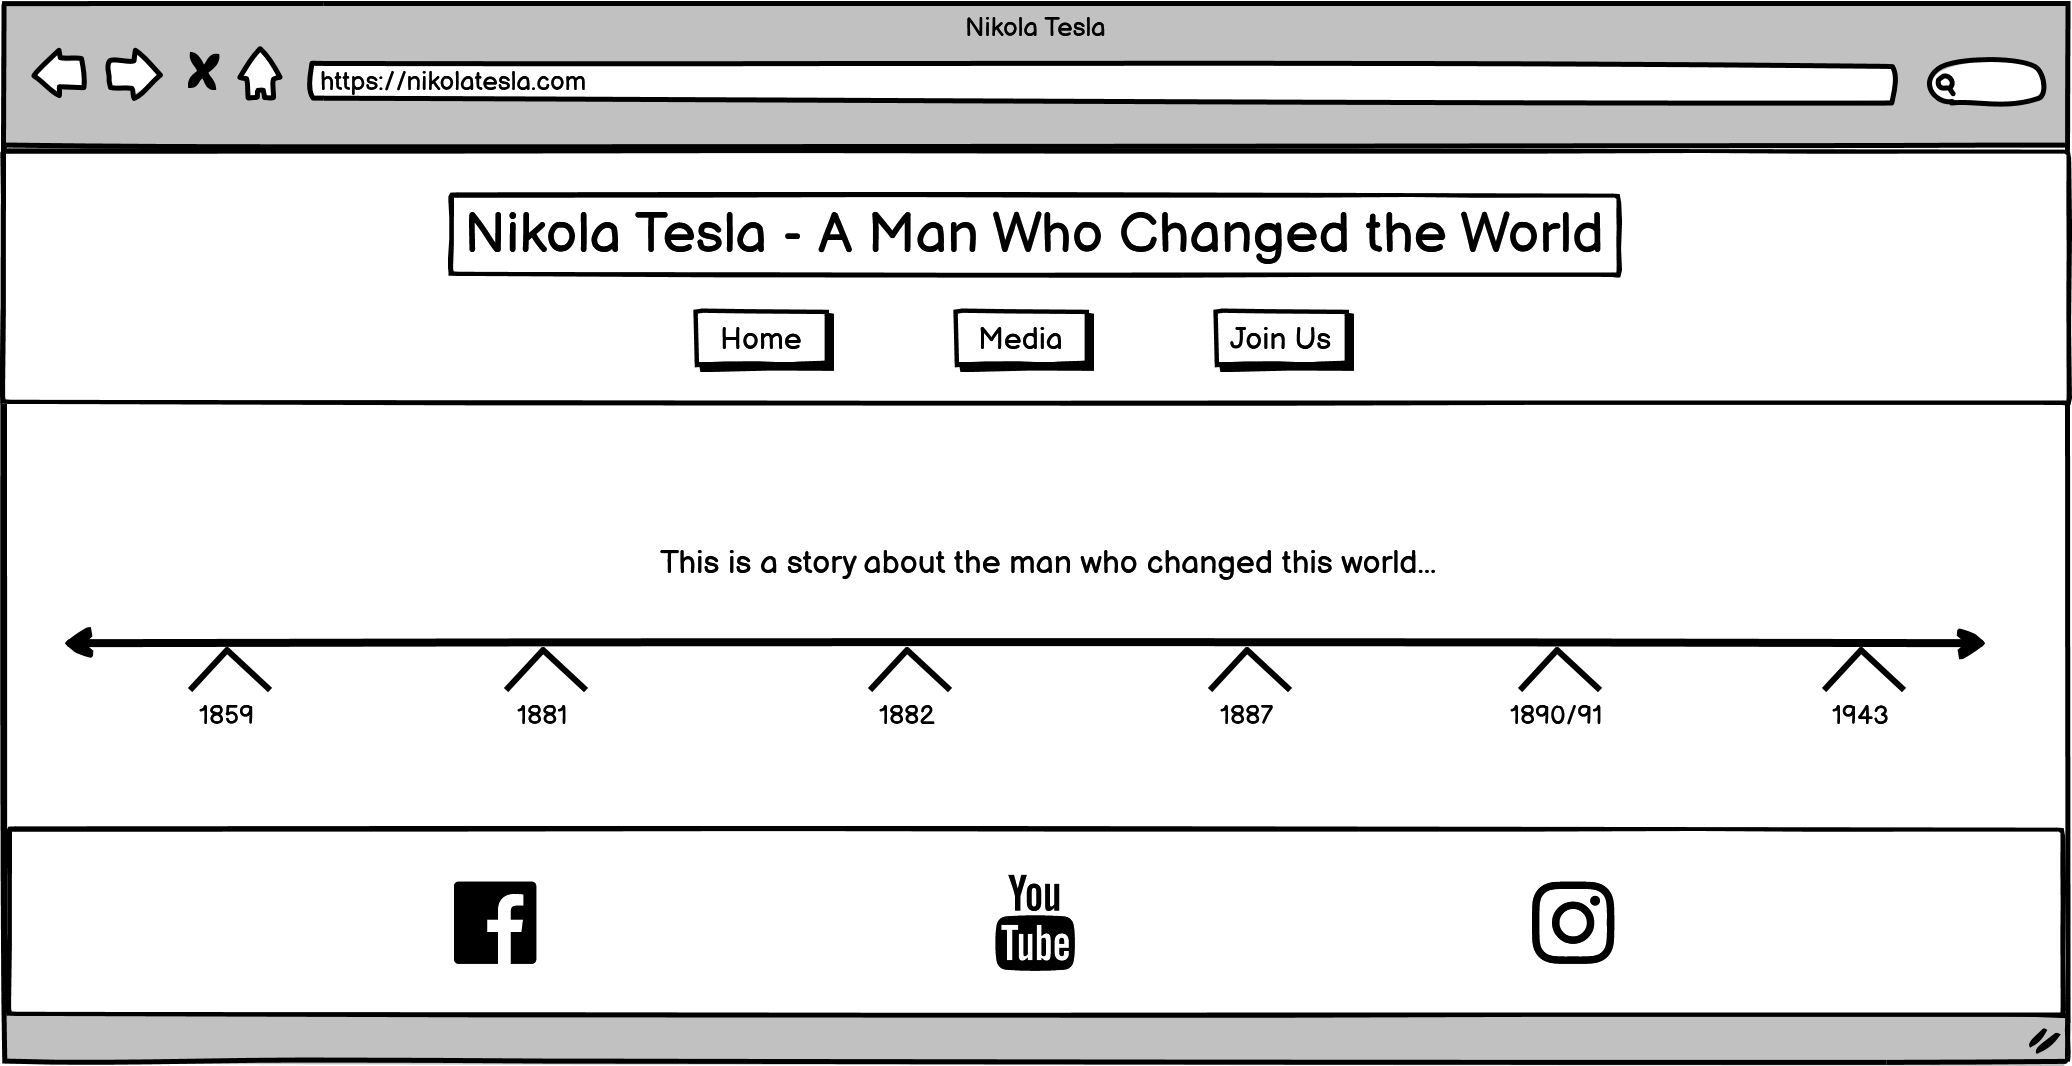 Nikola Tesla
https://nikolatesla.com
Nikola Tesla - A Man Who Changed the World
Home Media Join Us
This is a story about the man who changed this world...
1859 1881 1882 1887 1890/91 1943
You
Tube